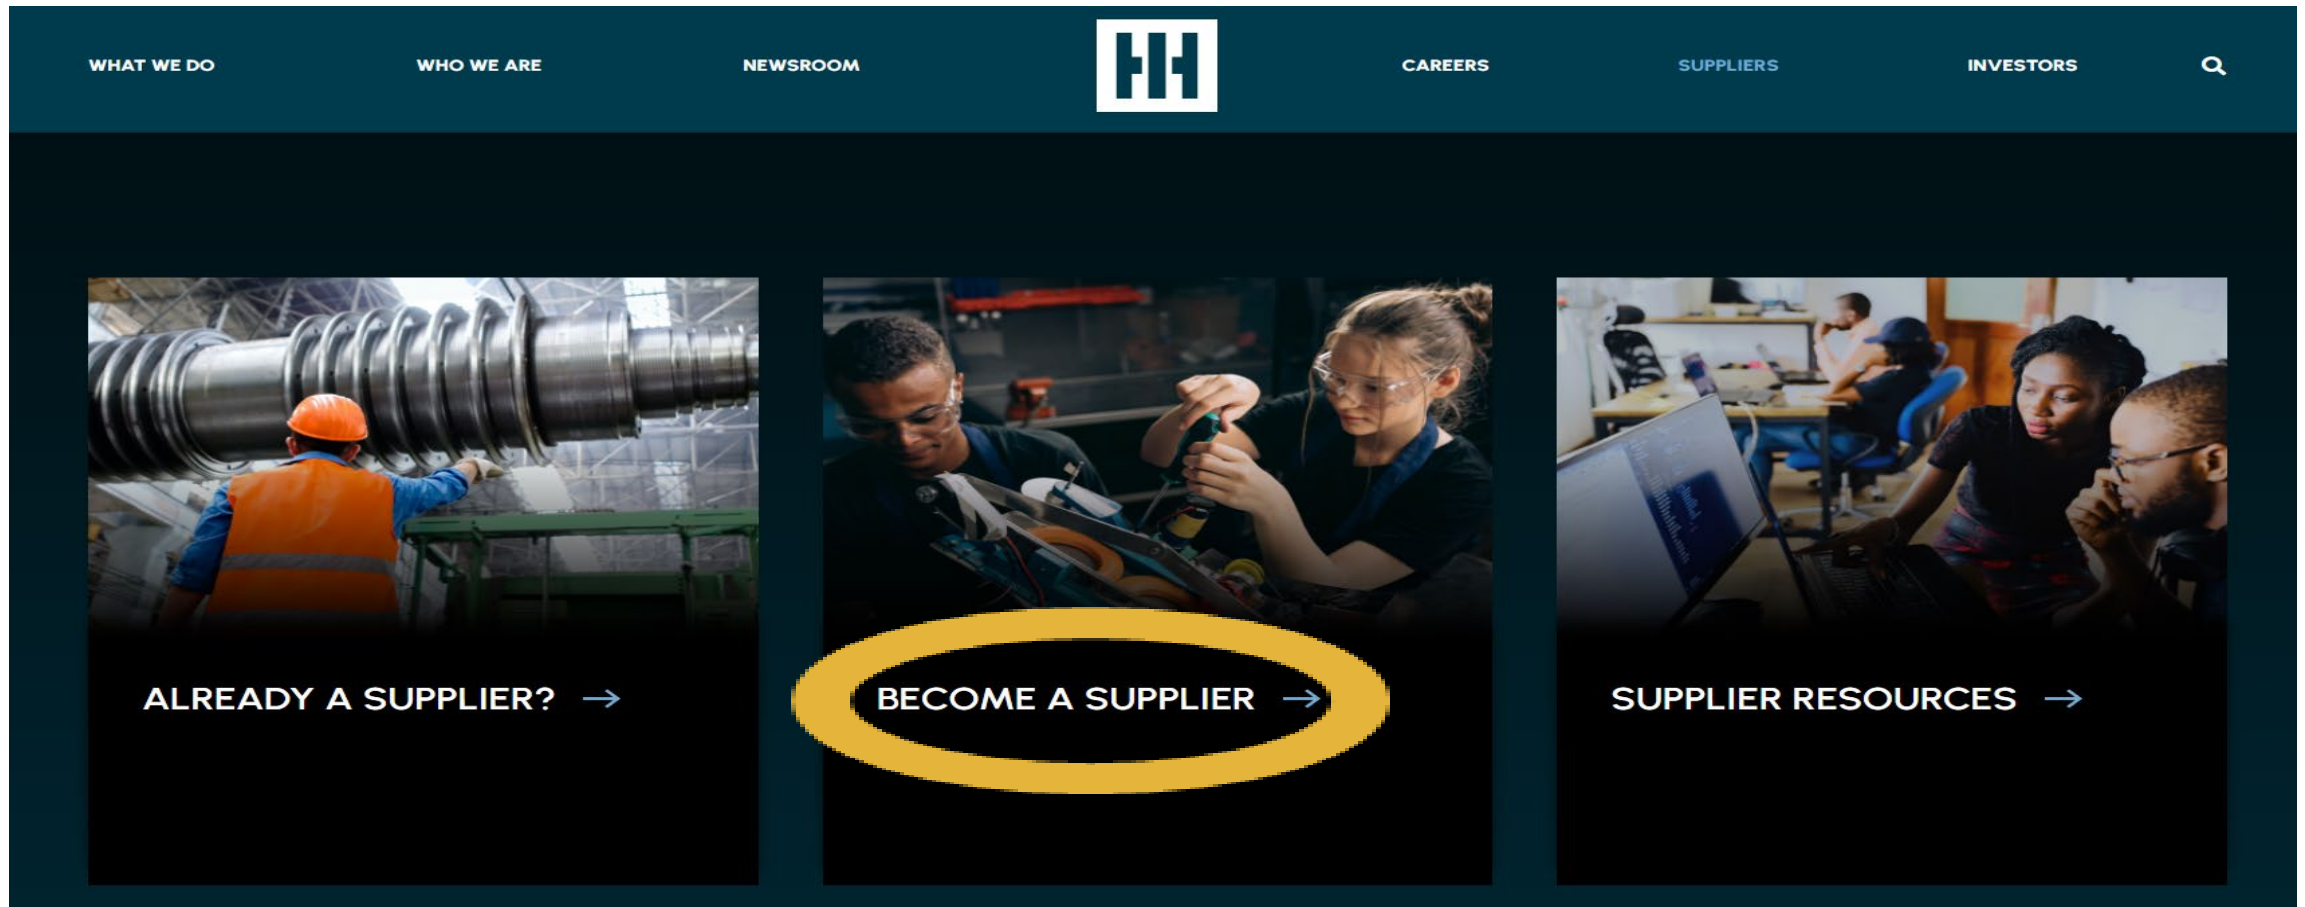 WHAT WE DO
WHO WE ARE
NEWSROOM
CAREERS
SUPPLIERS
INVESTORS
ALREADY A SUPPLIER? →
BECOME A SUPPLIER →
SUPPLIER RESOURCES →